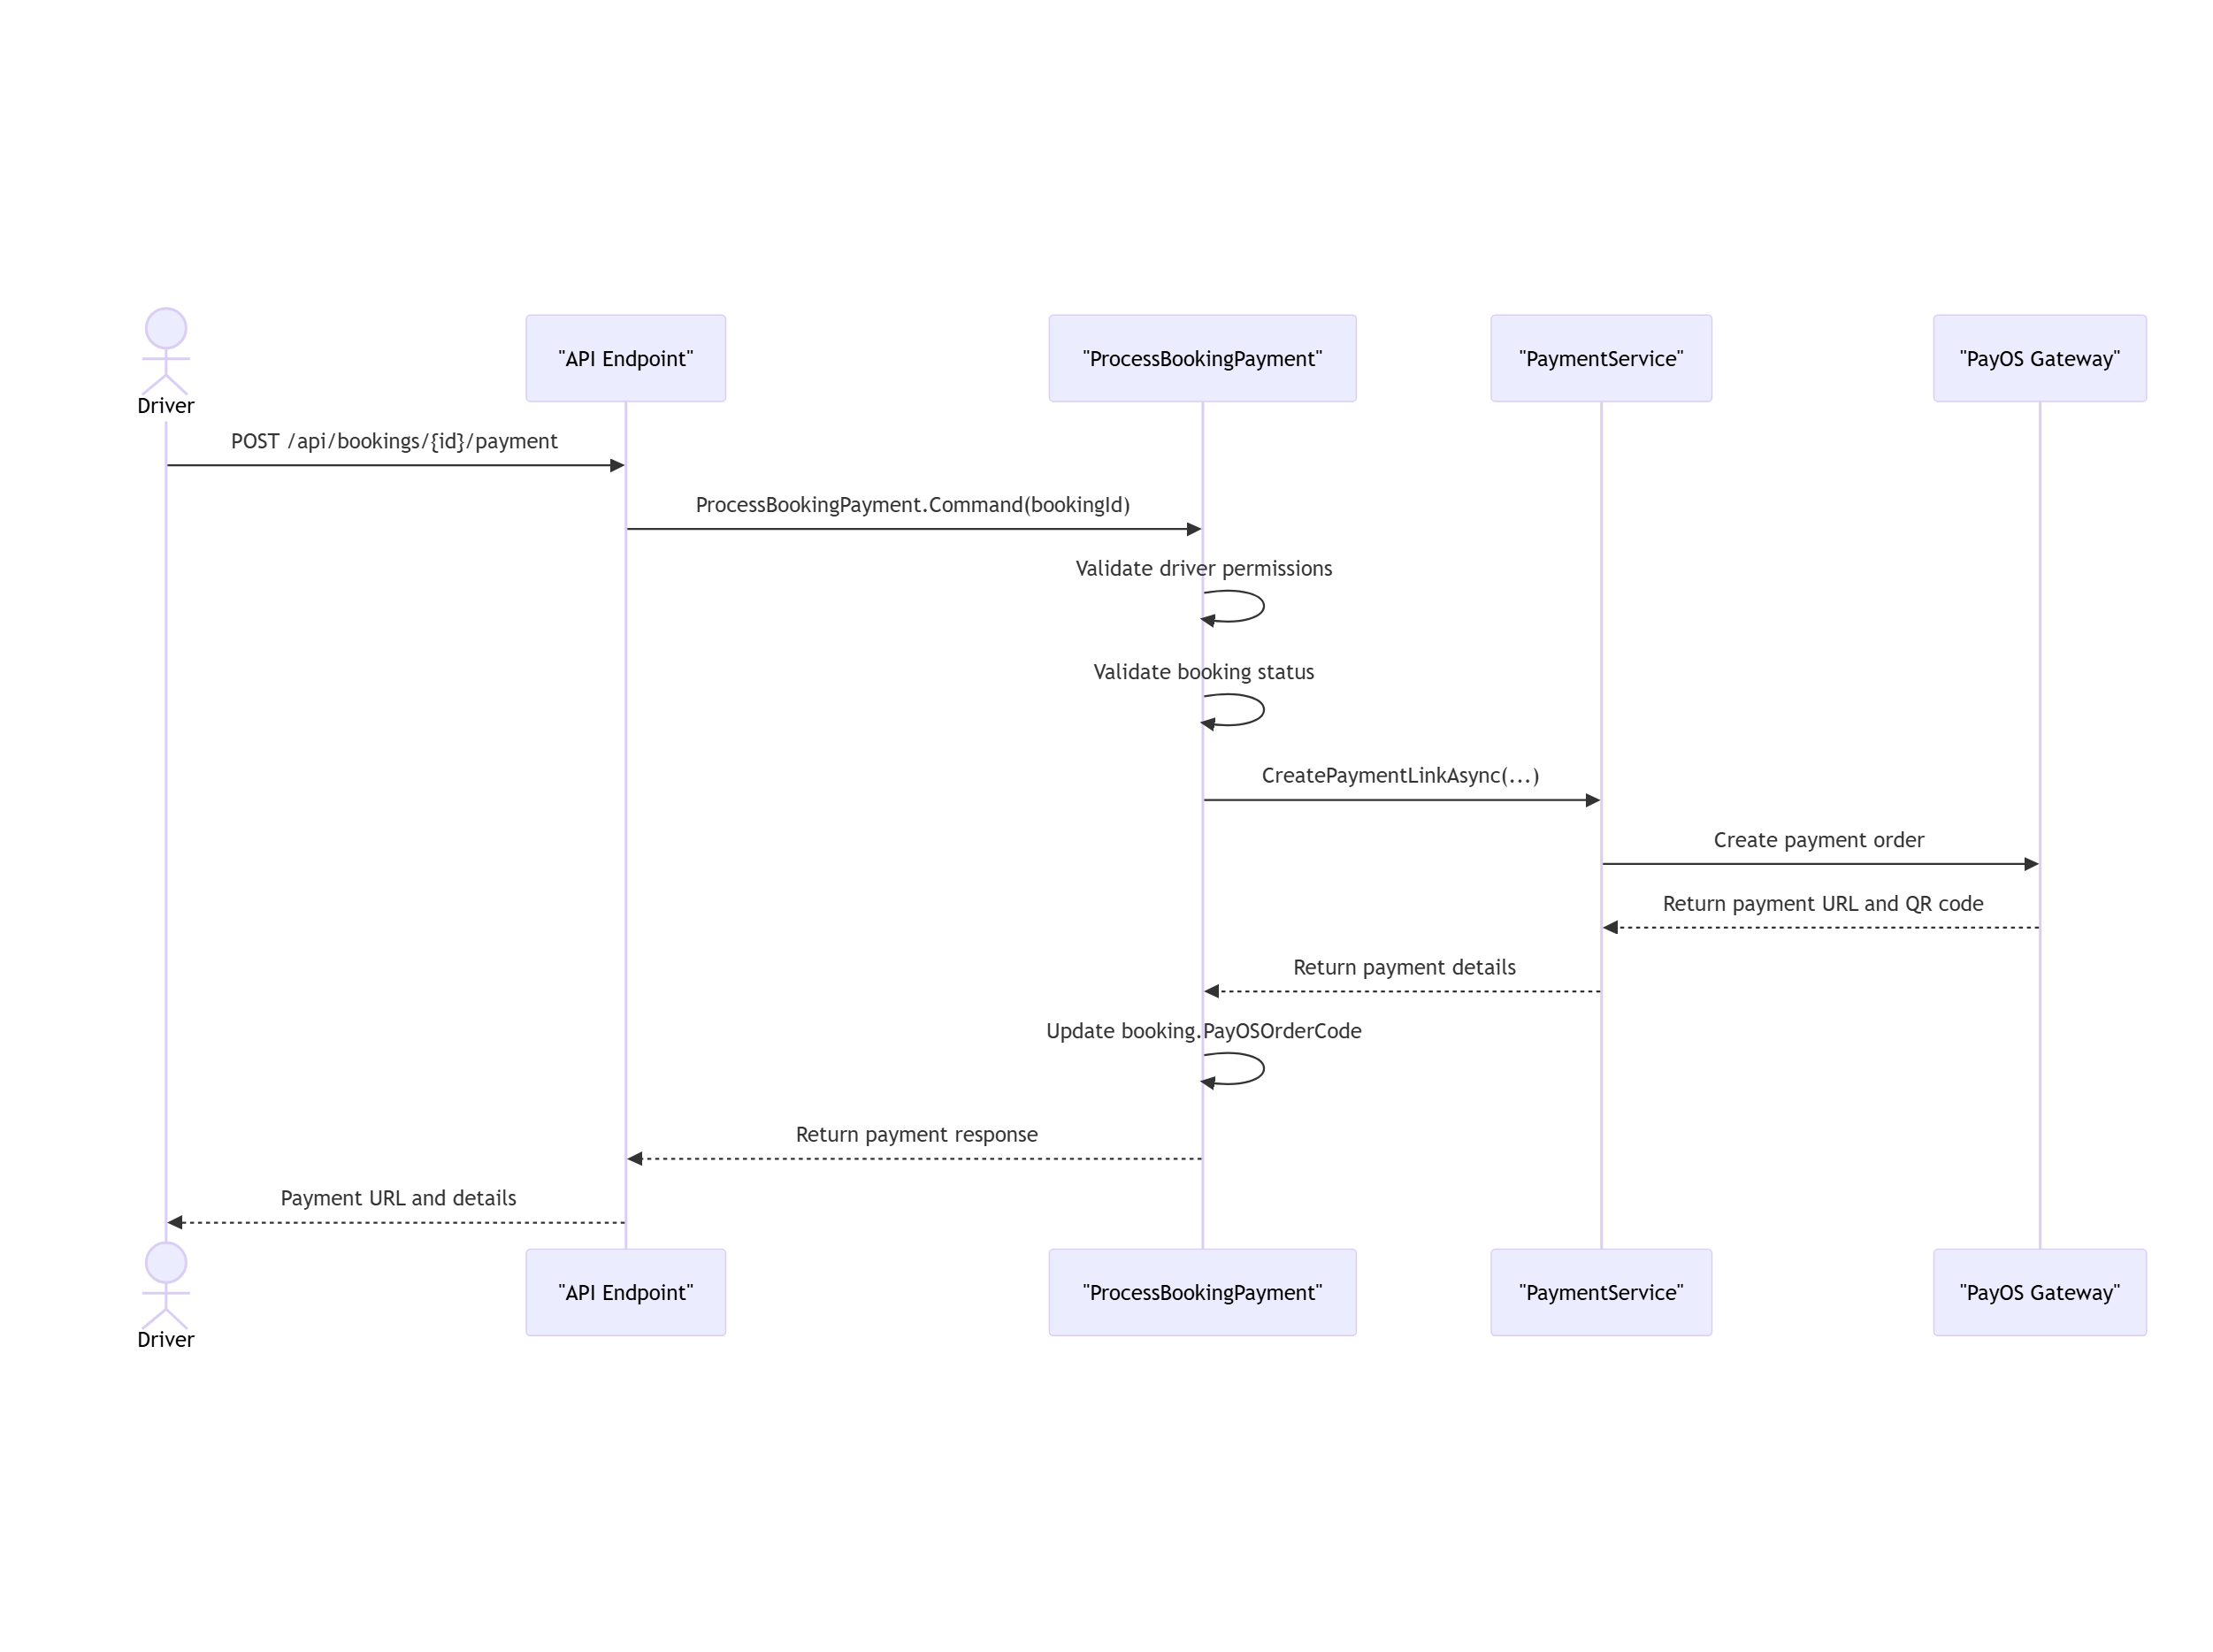 Driver
"API Endpoint"
"ProcessBookingPayment"
"PaymentService"
"PayOS Gateway"
POST /api/bookings/{id}/payment
ProcessBookingPayment.Command(bookingId)
Validate driver permissions
Validate booking status
CreatePaymentLinkAsync(...)
Create payment order
Return payment URL and QR code
Return payment details
Update booking.PayOSOrderCode
Return payment response
Payment URL and details
Driver
"API Endpoint"
"ProcessBookingPayment"
"PaymentService"
"PayOS Gateway"